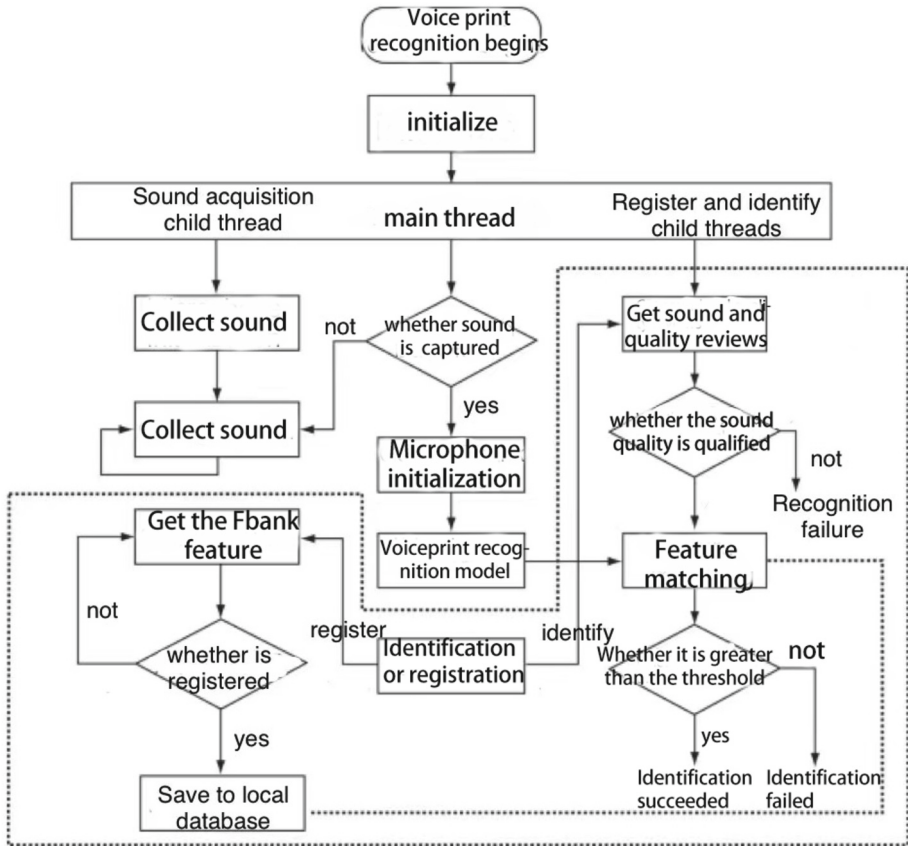 Voice print
recognition begins
initialize
Sound acquisition
child thread
main thread
Register and identify
child threads
Collect sound
not
whether sound
is captured
Get sound and
quality reviews
yes
Collect sound
Microphone
initialization
whether the sound
quality is qualified
not
Recognition
failure
Get the Fbank
feature
Voiceprint recog-
nition model
Feature
matching
not
register
Identification
or registration
identify
whether is
registered
Whether it is greater
than the threshold
not
yes
yes
Save to local
database
Identification
succeeded
Identification
failed